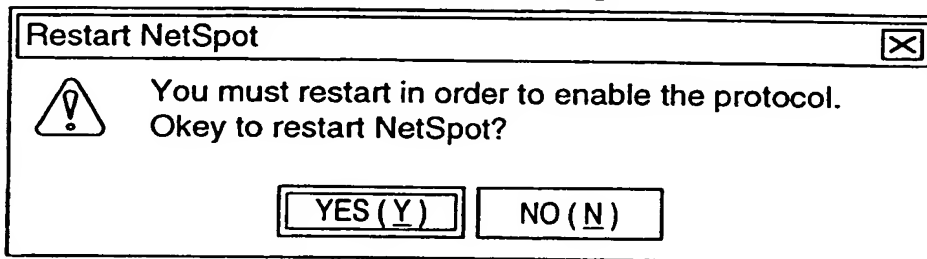 Restart NetSpot
You must restart in order to enable the protocol.
Okey to restart NetSpot?
YES (Y) NO (N)